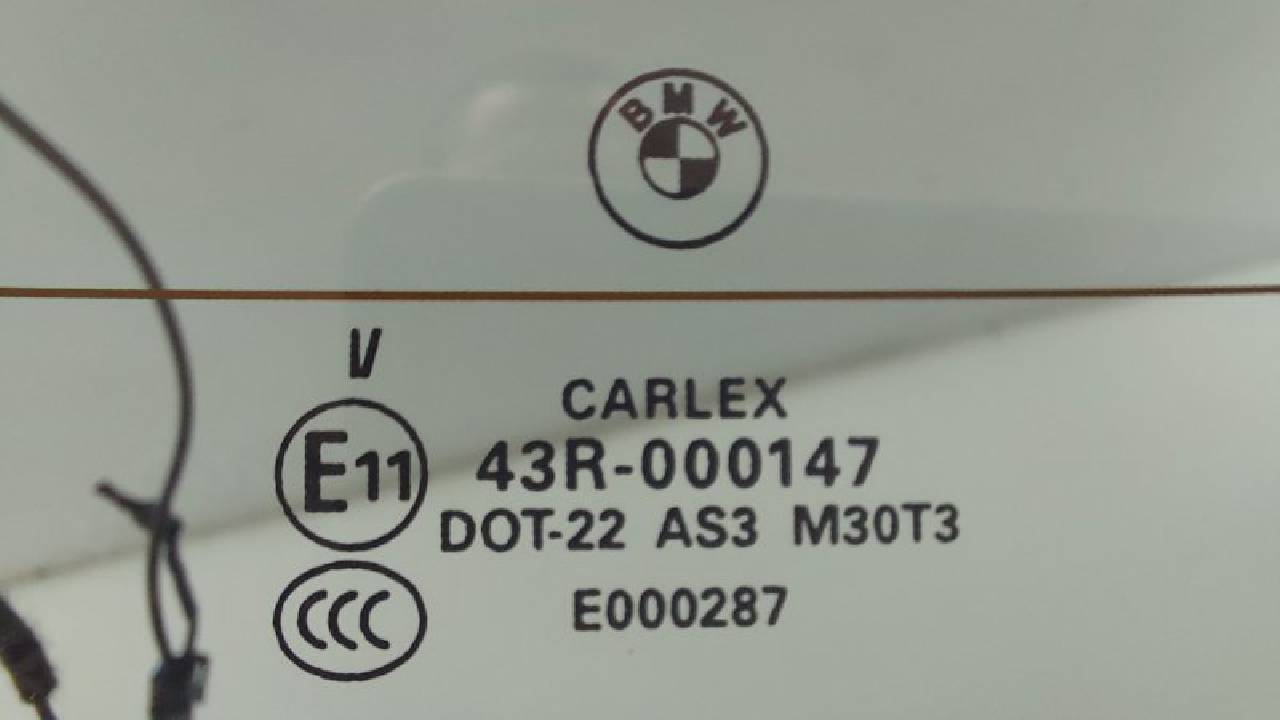 BMW
V
E11
CARLEX
43R-000147
DOT-22 AS3 M30T3
CCC
E000287